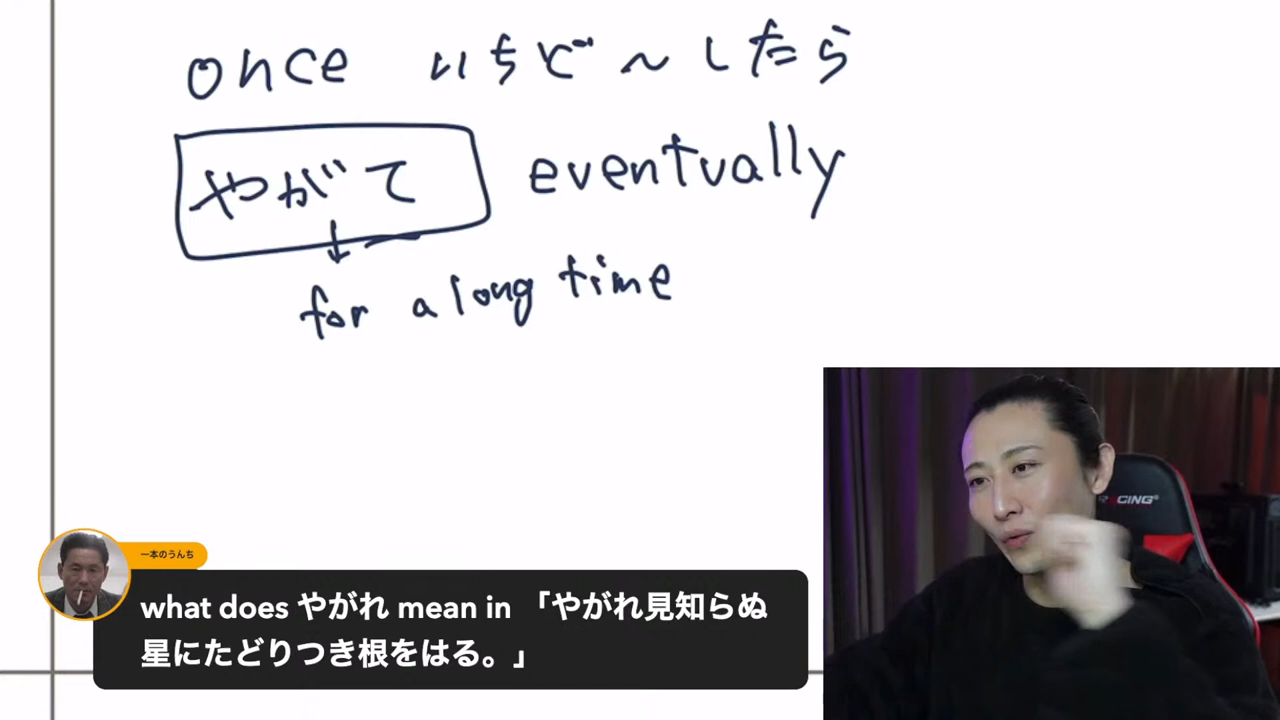 once いちど〜したら
やがて eventually
for a long time
一本のうんち
what does やがれ mean in 「やがれ見知らぬ
星にたどりつき根をはる。」